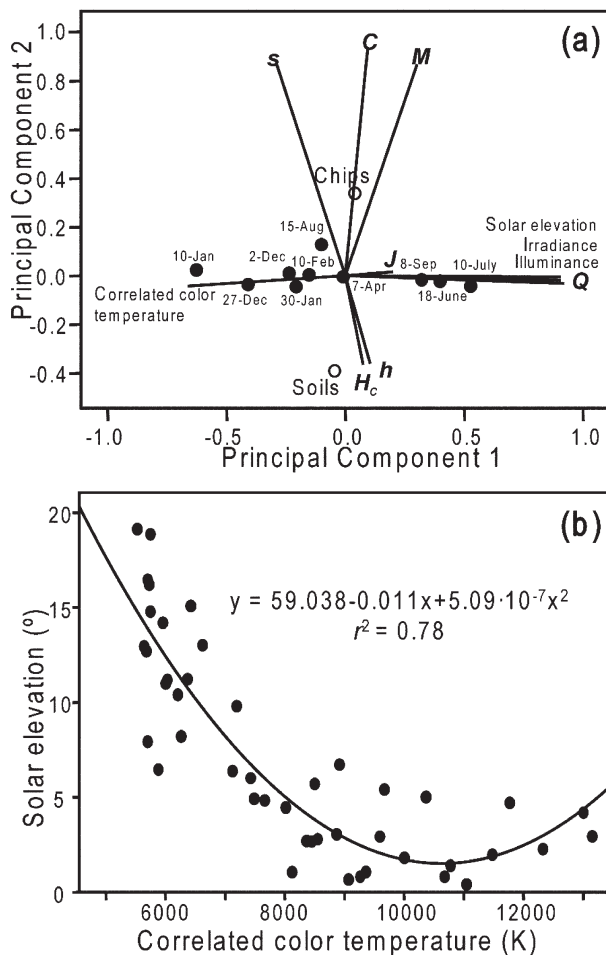 (a)
Principal Component 2
1.0
0.8
0.6
0.4
0.2
0.0
-0.2
-0.4
s
C
M
Chips
15-Aug
Solar elevation
Irradiance
Illuminance
10-Jan
2-Dec
10-Feb
J
8-Sep
10-July
Correlated color
temperature
27-Dec
30-Jan
7-Apr
18-June
Q
Soils
Hc
h
-1.0
-0.5
0.0
0.5
1.0
Principal Component 1
(b)
Solar elevation (º)
20
15
10
5
0
y = 59.038-0.011x+5.09·10-7x2
r2 = 0.78
6000
8000
10000
12000
Correlated color temperature (K)